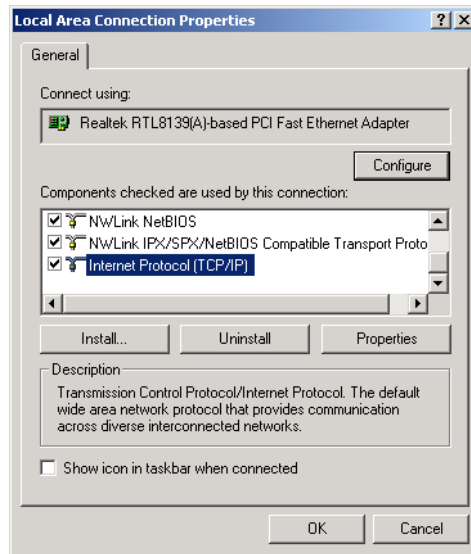 Local Area Connection Properties
General
Connect using:
Realtek RTL8139(A)-based PCI Fast Ethernet Adapter
Configure
Components checked are used by this connection:
NWLink NetBIOS
NWLink IPX/SPX/NetBIOS Compatible Transport Proto
Internet Protocol (TCP/IP)
Install... Uninstall Properties
Description
Transmission Control Protocol/Internet Protocol. The default
wide area network protocol that provides communication
across diverse interconnected networks.
Show icon in taskbar when connected
OK Cancel